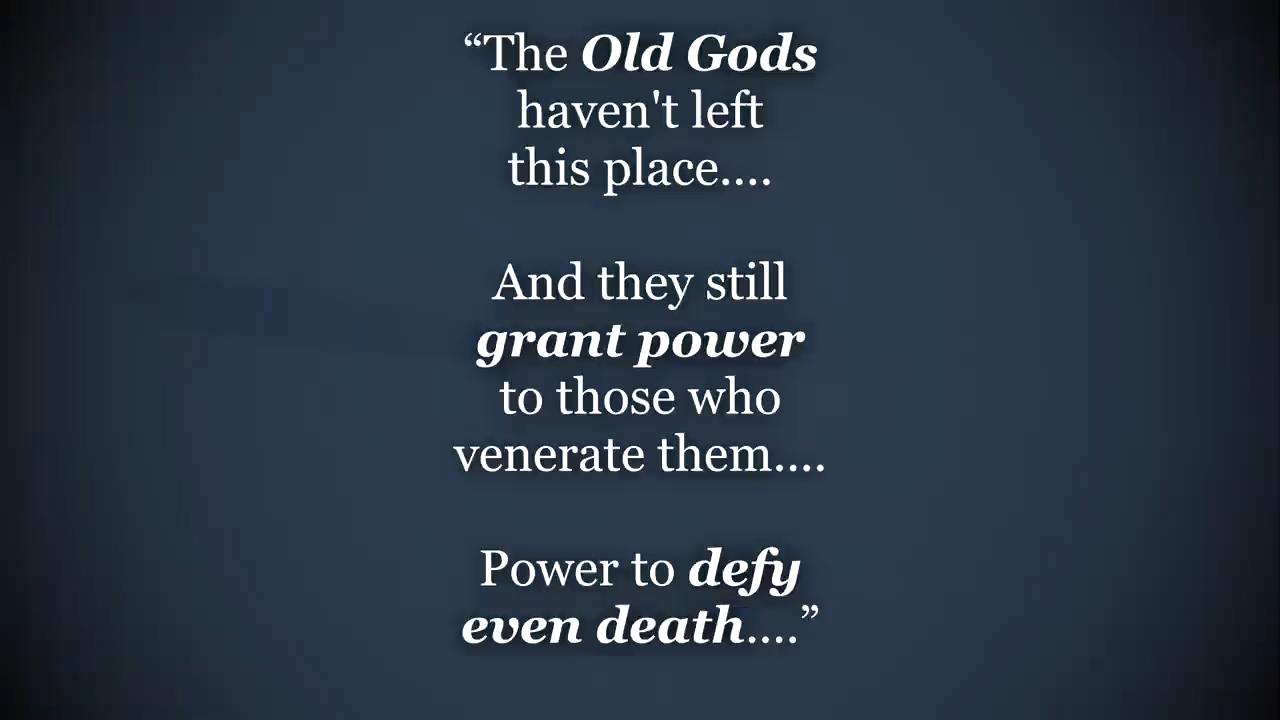 “The Old Gods
haven't left
this place....
And they still
grant power
to those who
venerate them....
Power to defy
even death....”